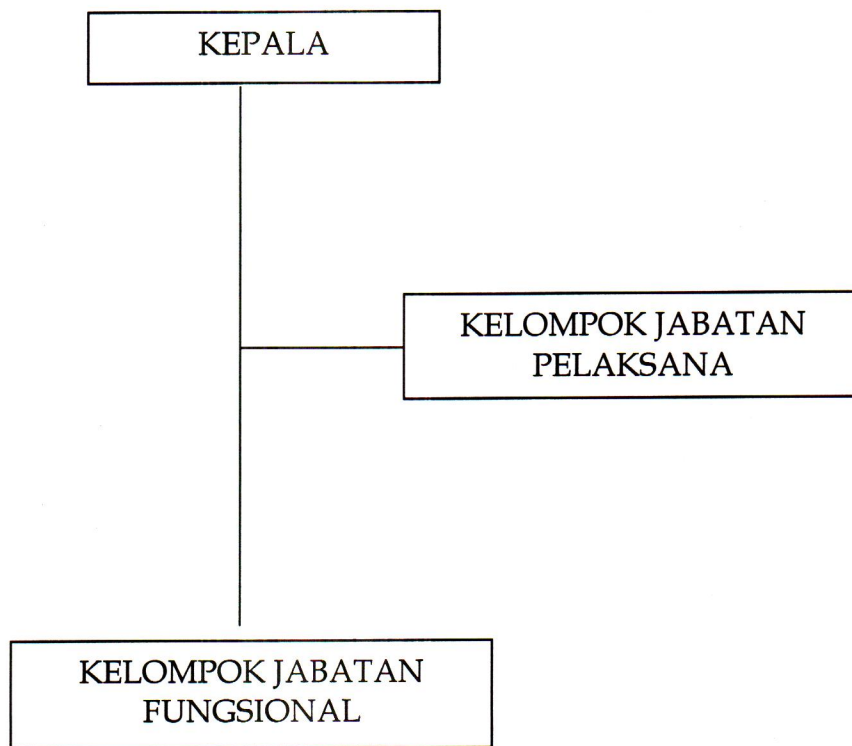 KEPALA
KELOMPOK JABATAN
PELAKSANA
KELOMPOK JABATAN
FUNGSIONAL